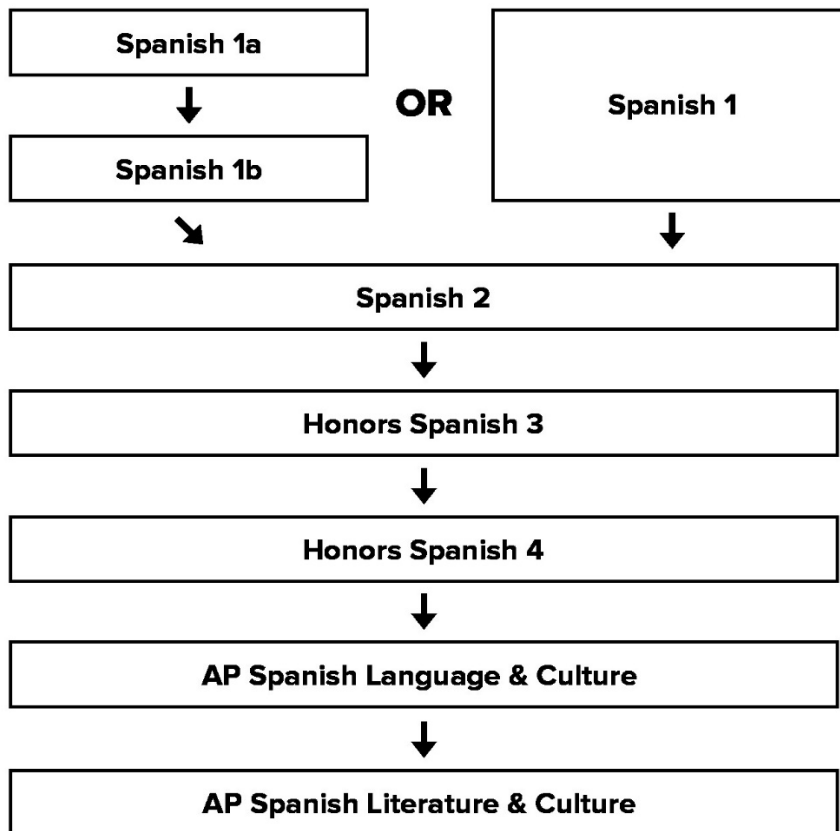 Spanish 1a
OR
Spanish 1
Spanish 1b
Spanish 2
Honors Spanish 3
Honors Spanish 4
AP Spanish Language & Culture
AP Spanish Literature & Culture